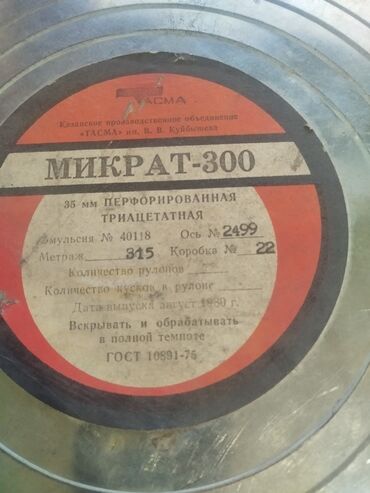 ТАСМА
Казанское производственное объединение
«ТАСМА» им. В. В. Куйбышева
МИКРАТ-300
35 мм ПЕРФОРИРОВАННАЯ
ТРИАЦЕТАТНАЯ
Эмульсия № 40118 Ось № 2499
Метраж 315 Коробка № 22
Количество рулонов
Количество кусков в рулоне
Дата выпуска август 1980 г.
Вскрывать и обрабатывать
в полной темноте
ГОСТ 10891-76